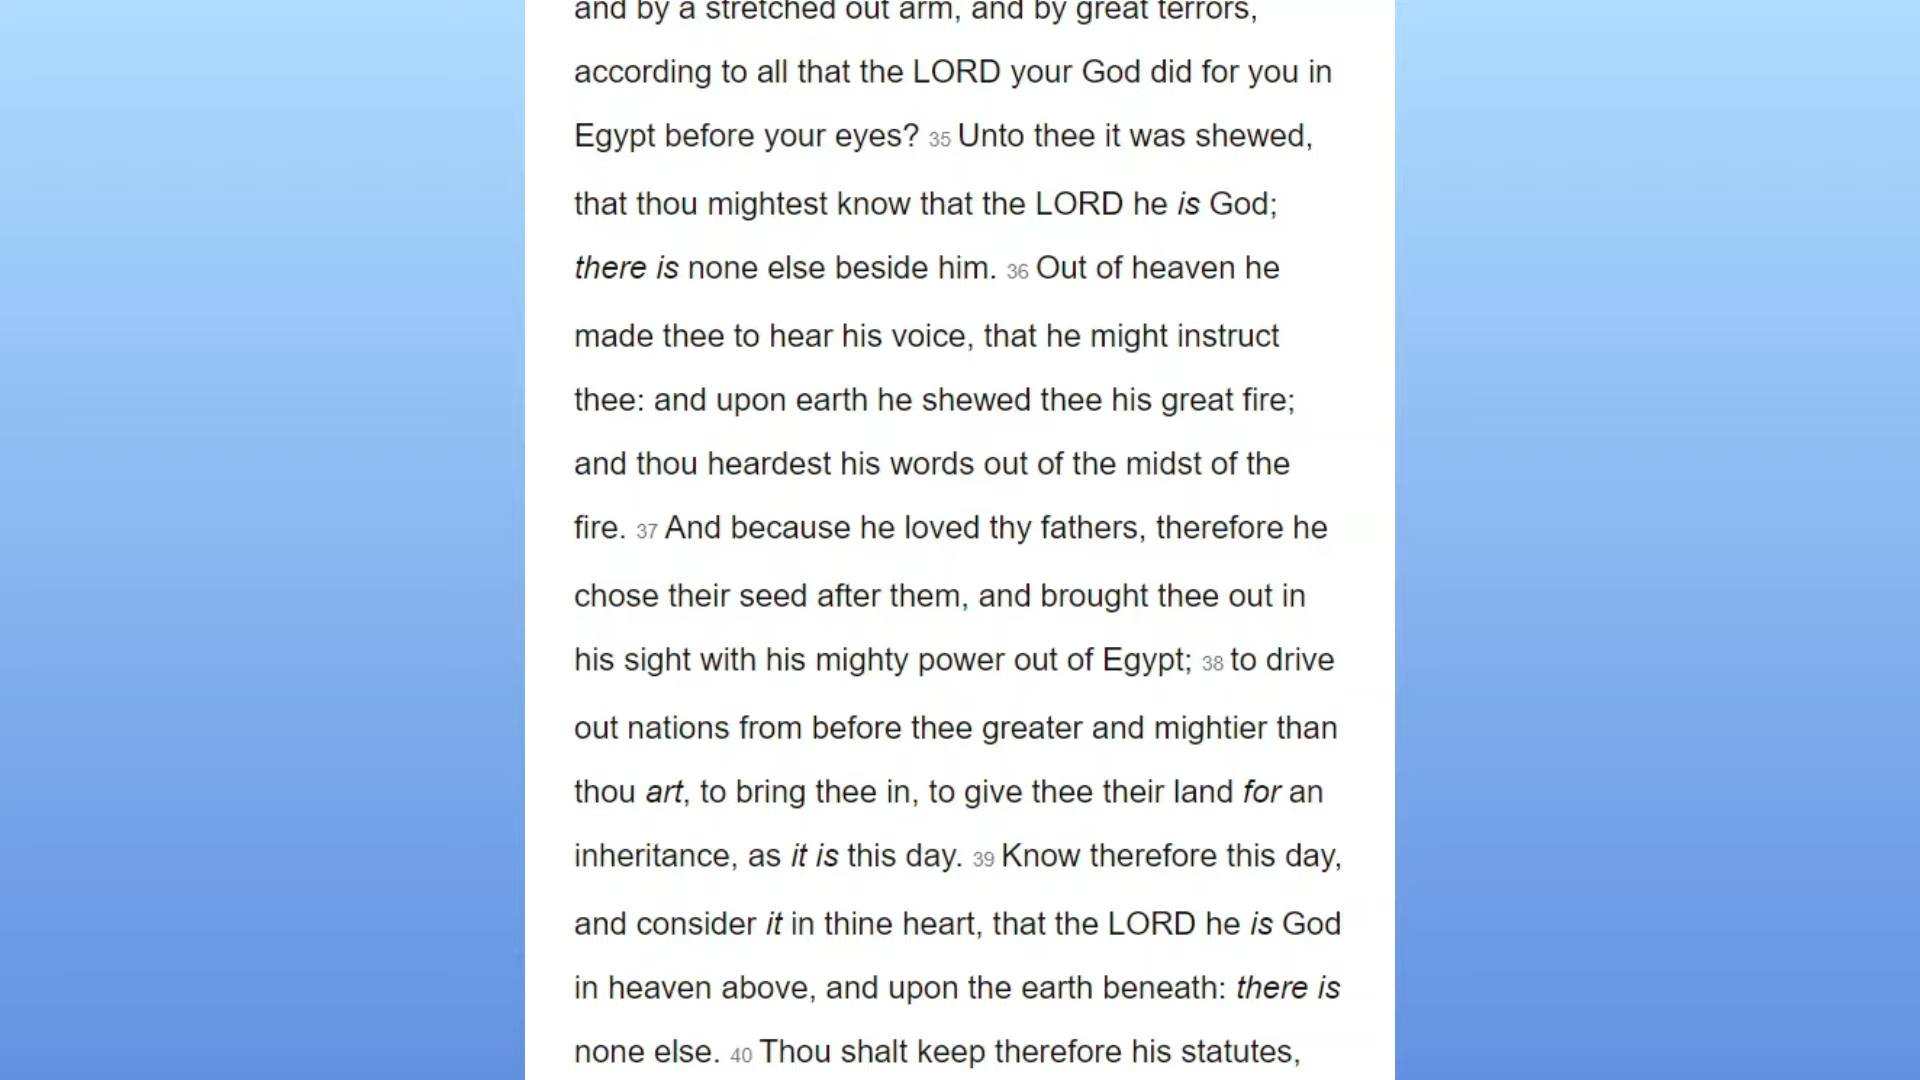 and by a stretched out arm, and by great terrors,
according to all that the LORD your God did for you in
Egypt before your eyes? 35 Unto thee it was shewed,
that thou mightest know that the LORD he is God;
there is none else beside him. 36 Out of heaven he
made thee to hear his voice, that he might instruct
thee: and upon earth he shewed thee his great fire;
and thou heardest his words out of the midst of the
fire. 37 And because he loved thy fathers, therefore he
chose their seed after them, and brought thee out in
his sight with his mighty power out of Egypt; 38 to drive
out nations from before thee greater and mightier than
thou art, to bring thee in, to give thee their land for an
inheritance, as it is this day. 39 Know therefore this day,
and consider it in thine heart, that the LORD he is God
in heaven above, and upon the earth beneath: there is
none else. 40 Thou shalt keep therefore his statutes,